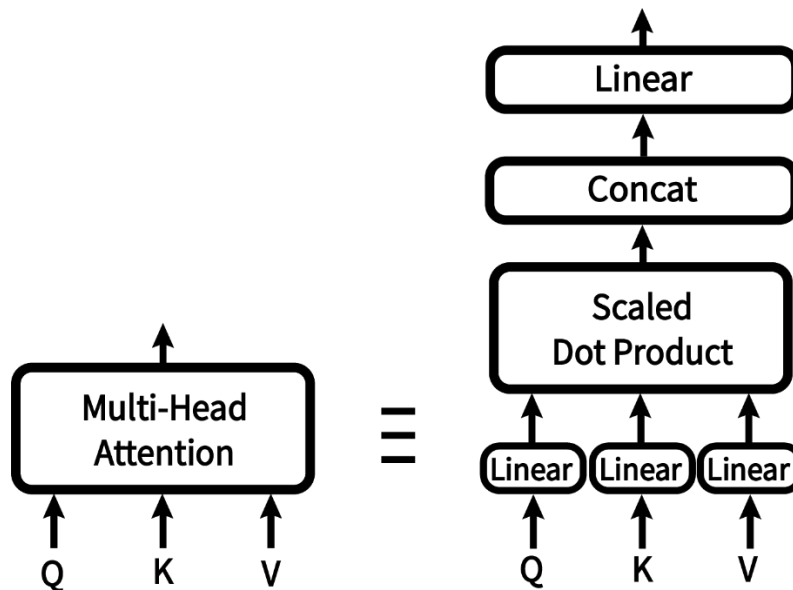 Linear
Concat
Scaled
Dot Product
Multi-Head
Attention
Linear Linear Linear
Q K V
Q K V